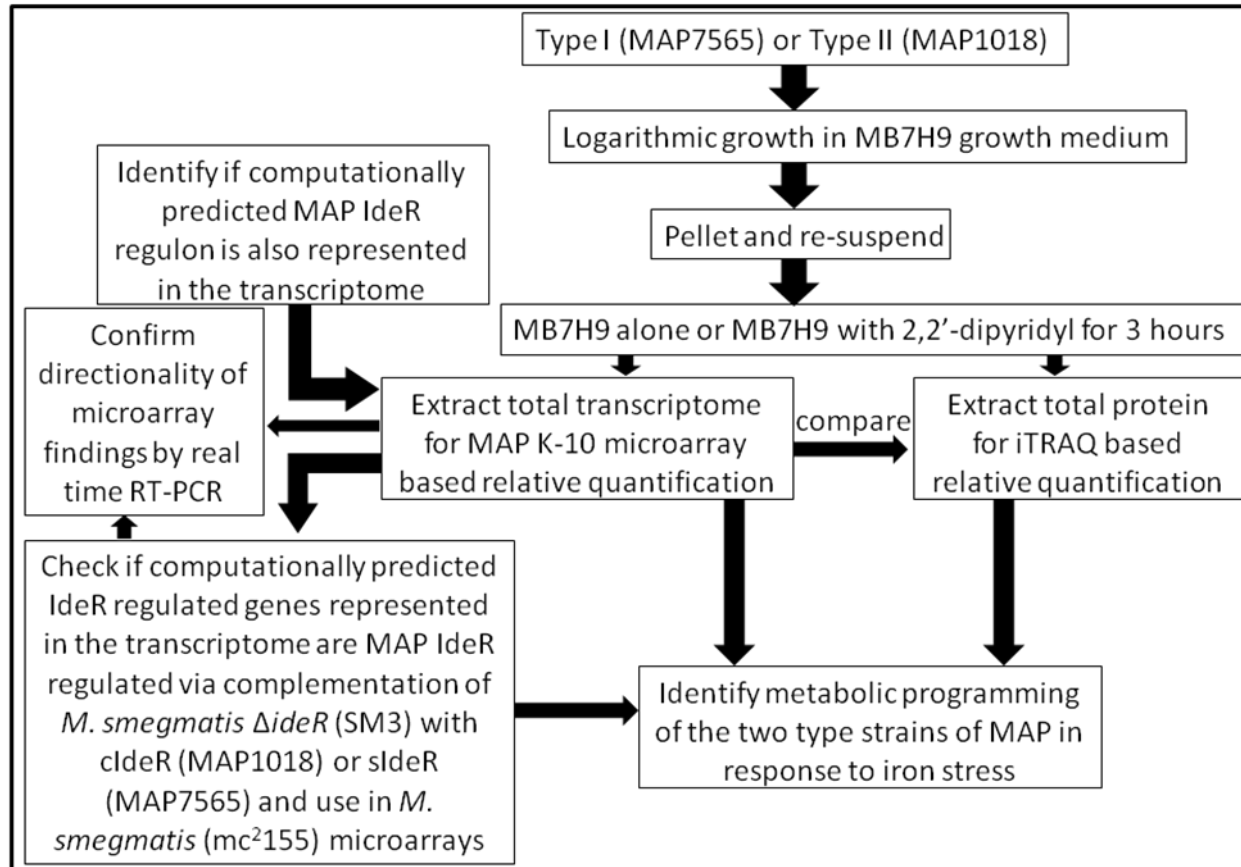 Type I (MAP7565) or Type II (MAP1018)
Logarithmic growth in MB7H9 growth medium
Pellet and re-suspend
MB7H9 alone or MB7H9 with 2,2’-dipyridyl for 3 hours
Identify if computationally
predicted MAP IdeR
regulon is also represented
in the transcriptome
Confirm
directionality of
microarray
findings by real
time RT-PCR
Extract total transcriptome
for MAP K-10 microarray
based relative quantification
compare
Extract total protein
for iTRAQ based
relative quantification
Check if computationally predicted
IdeR regulated genes represented
in the transcriptome are MAP IdeR
regulated via complementation of
M. smegmatis ΔideR (SM3) with
cIdeR (MAP1018) or sIdeR
(MAP7565) and use in M.
smegmatis (mc²155) microarrays
Identify metabolic programming
of the two type strains of MAP in
response to iron stress